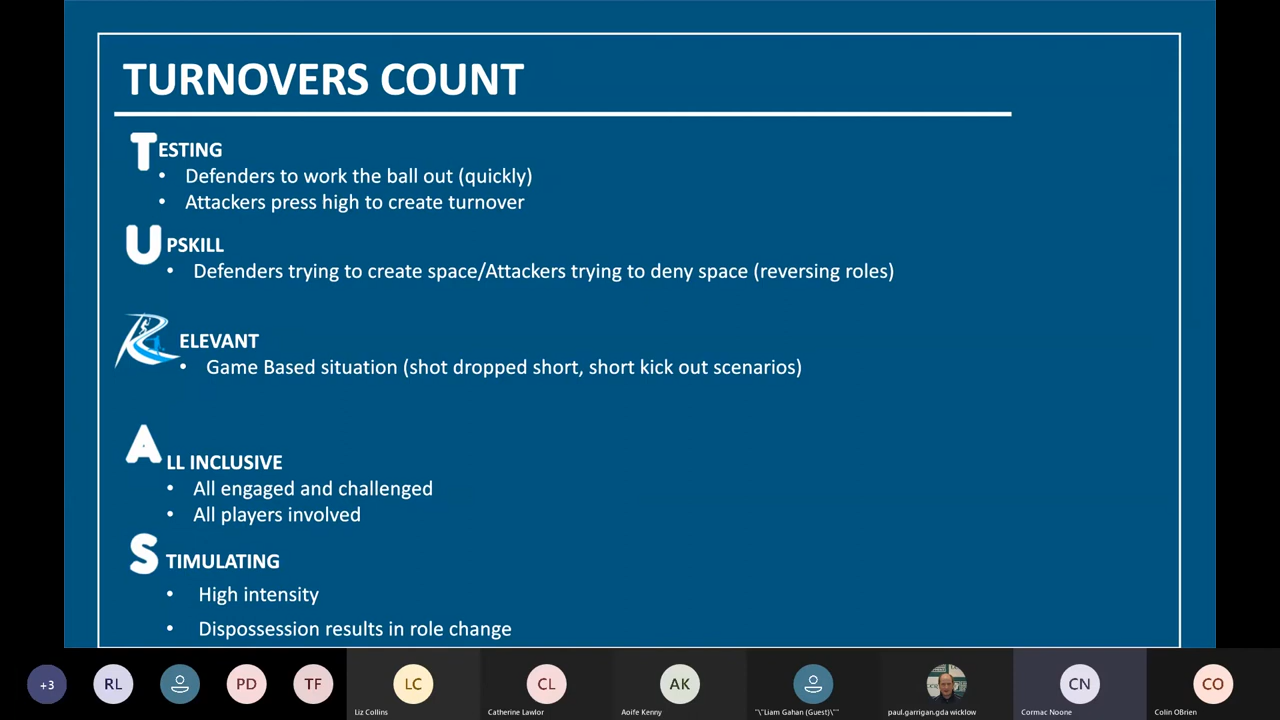 TURNOVERS COUNT
TESTING
• Defenders to work the ball out (quickly)
• Attackers press high to create turnover
UPSKILL
• Defenders trying to create space/Attackers trying to deny space (reversing roles)
RELEVANT
• Game Based situation (shot dropped short, short kick out scenarios)
ALL INCLUSIVE
• All engaged and challenged
• All players involved
STIMULATING
• High intensity
• Dispossession results in role change
+3 RL PD TF LC CL AK CN CO
Liz Collins Catherine Lawlor Aoife Kenny "\"Liam Gahan (Guest)\"" paul.garrigan.gda wicklow Cormac Noone Colin OBrien